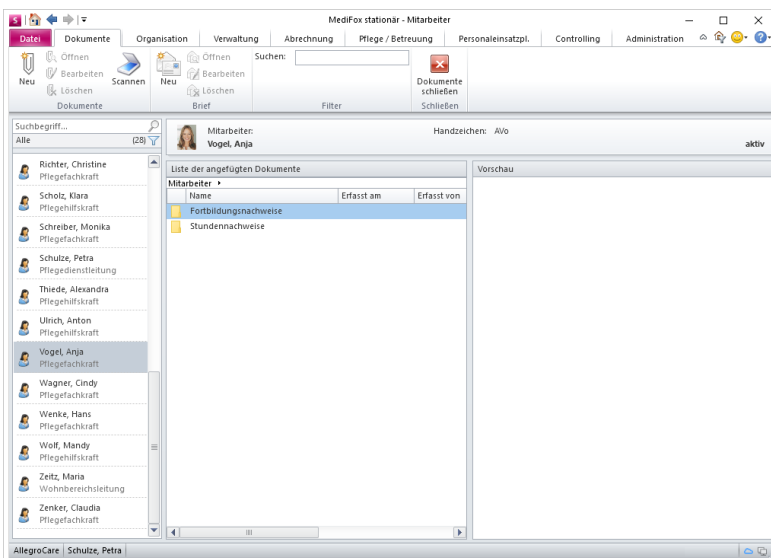 MediFox stationär - Mitarbeiter
Datei Dokumente Organisation Verwaltung Abrechnung Pflege / Betreuung Personaleinsatzpl. Controlling Administration
Neu
Öffnen
Bearbeiten
Löschen
Scannen
Dokumente
Neu
Öffnen
Bearbeiten
Löschen
Brief
Suchen:
Filter
Dokumente
schließen
Schließen
Suchbegriff...
Alle (28)
Richter, Christine
Pflegefachkraft
Scholz, Klara
Pflegehilfskraft
Schreiber, Monika
Pflegefachkraft
Schulze, Petra
Pflegedienstleitung
Thiede, Alexandra
Pflegehilfskraft
Ulrich, Anton
Pflegehilfskraft
Vogel, Anja
Pflegefachkraft
Wagner, Cindy
Pflegefachkraft
Wenke, Hans
Pflegefachkraft
Wolf, Mandy
Pflegehilfskraft
Zeitz, Maria
Wohnbereichsleitung
Zenker, Claudia
Pflegefachkraft
Mitarbeiter: Handzeichen: AVo
Vogel, Anja
aktiv
Liste der angefügten Dokumente
Mitarbeiter
Name Erfasst am Erfasst von
Fortbildungsnachweise
Stundennachweise
Vorschau
AllegroCare Schulze, Petra